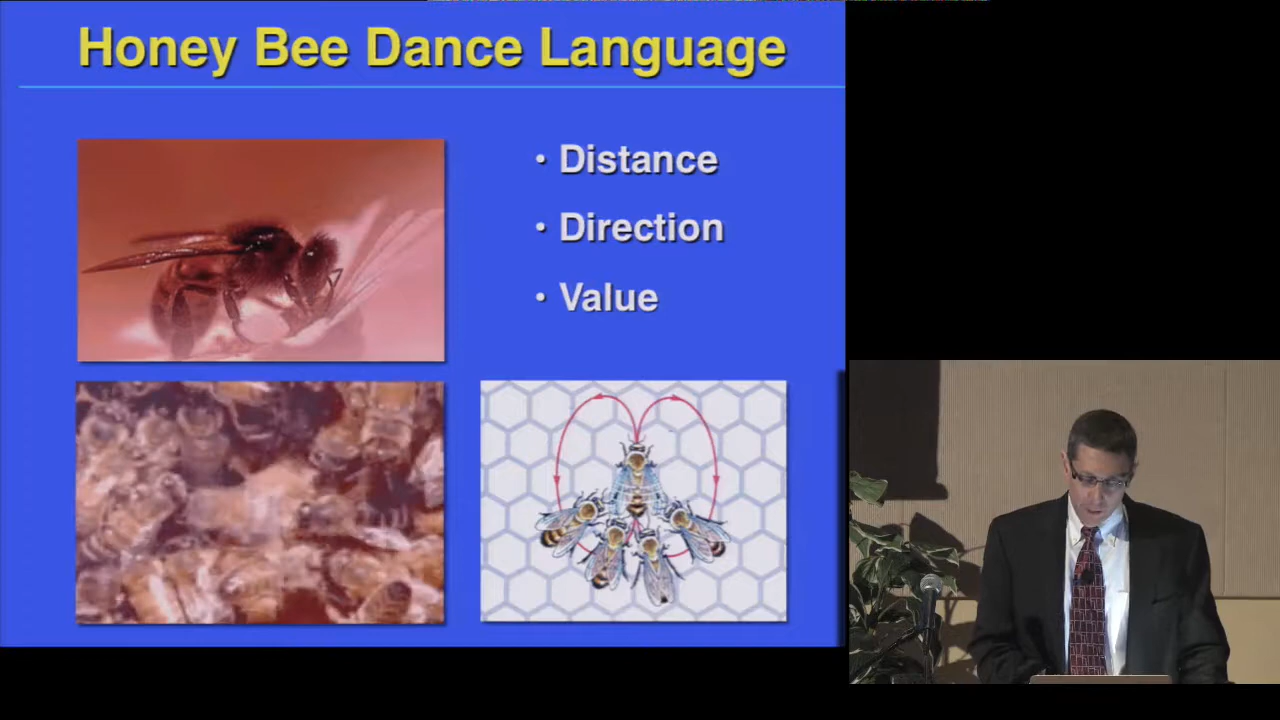 Honey Bee Dance Language
• Distance
• Direction
• Value